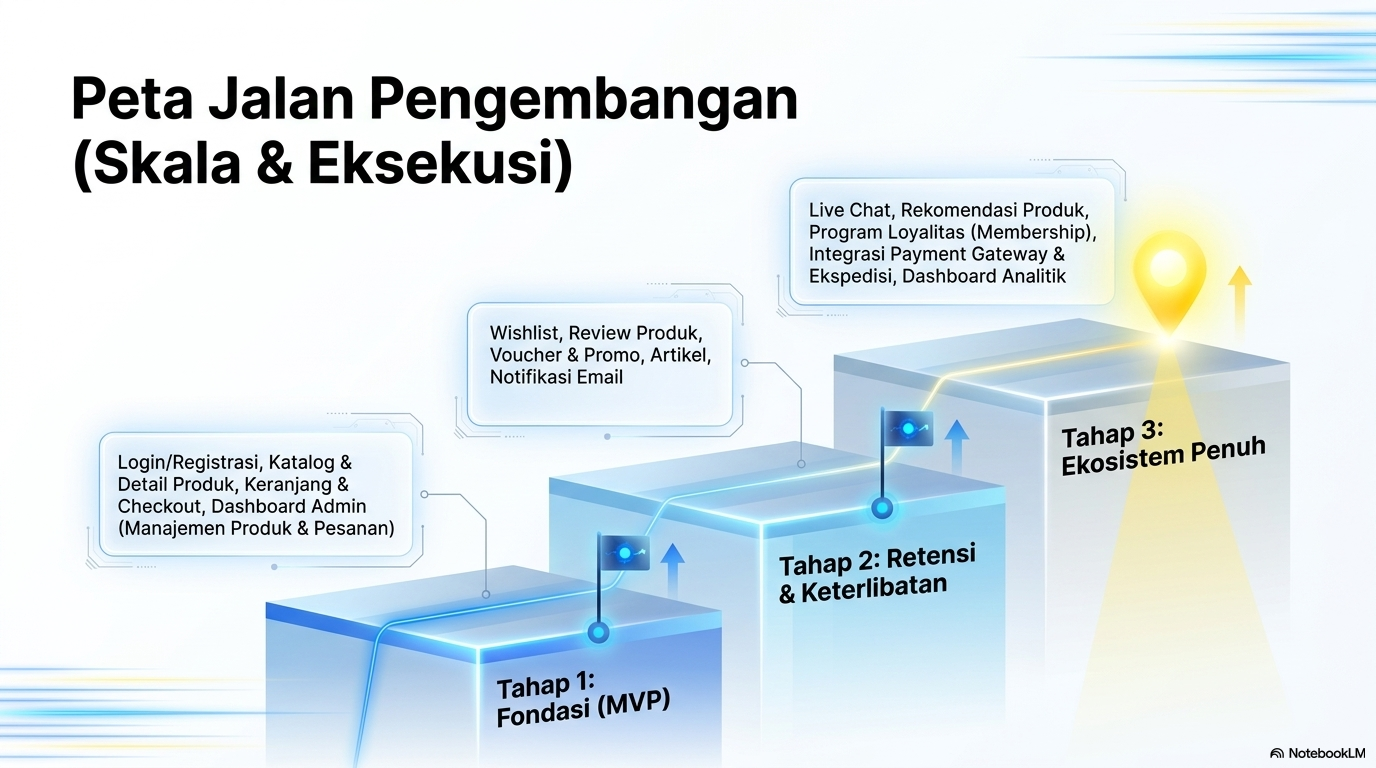 Peta Jalan Pengembangan
(Skala & Eksekusi)
Live Chat, Rekomendasi Produk,
Program Loyalitas (Membership),
Integrasi Payment Gateway &
Ekspedisi, Dashboard Analitik
Wishlist, Review Produk,
Voucher & Promo, Artikel,
Notifikasi Email
Login/Registrasi, Katalog &
Detail Produk, Keranjang &
Checkout, Dashboard Admin
(Manajemen Produk & Pesanan)
Tahap 3:
Ekosistem Penuh
Tahap 2: Retensi
& Keterlibatan
Tahap 1:
Fondasi (MVP)
NotebookLM